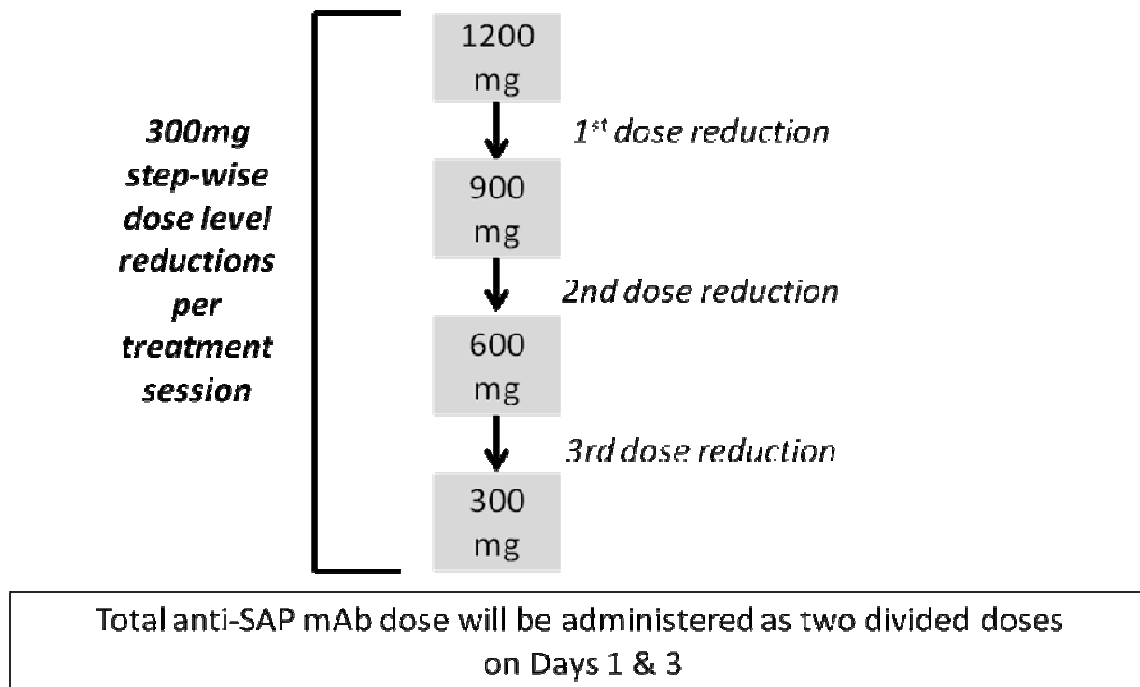 1200
mg
1st dose reduction
300mg
step-wise
dose level
reductions
per
treatment
session
900
mg
2nd dose reduction
600
mg
3rd dose reduction
300
mg
Total anti-SAP mAb dose will be administered as two divided doses
on Days 1 & 3